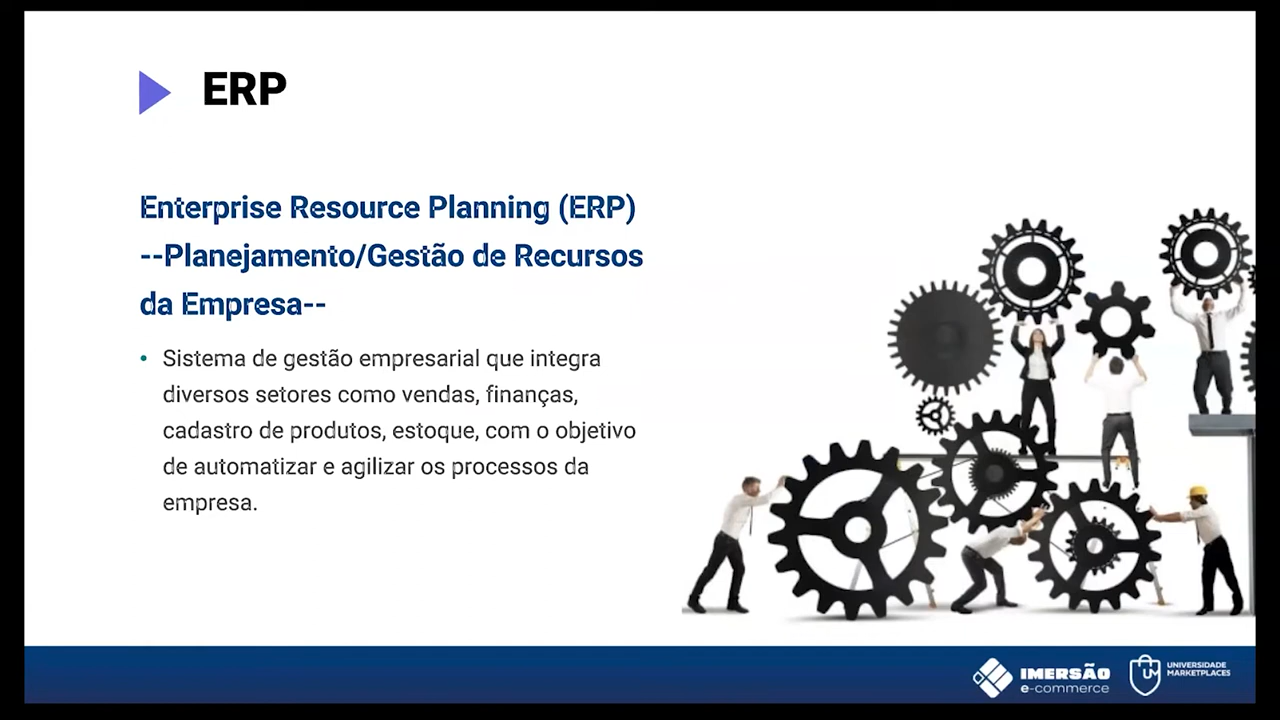 ERP
Enterprise Resource Planning (ERP)
--Planejamento/Gestão de Recursos
da Empresa--
• Sistema de gestão empresarial que integra
diversos setores como vendas, finanças,
cadastro de produtos, estoque, com o objetivo
de automatizar e agilizar os processos da
empresa.
IMERSÃO
e-commerce
UM
UNIVERSIDADE
MARKETPLACES